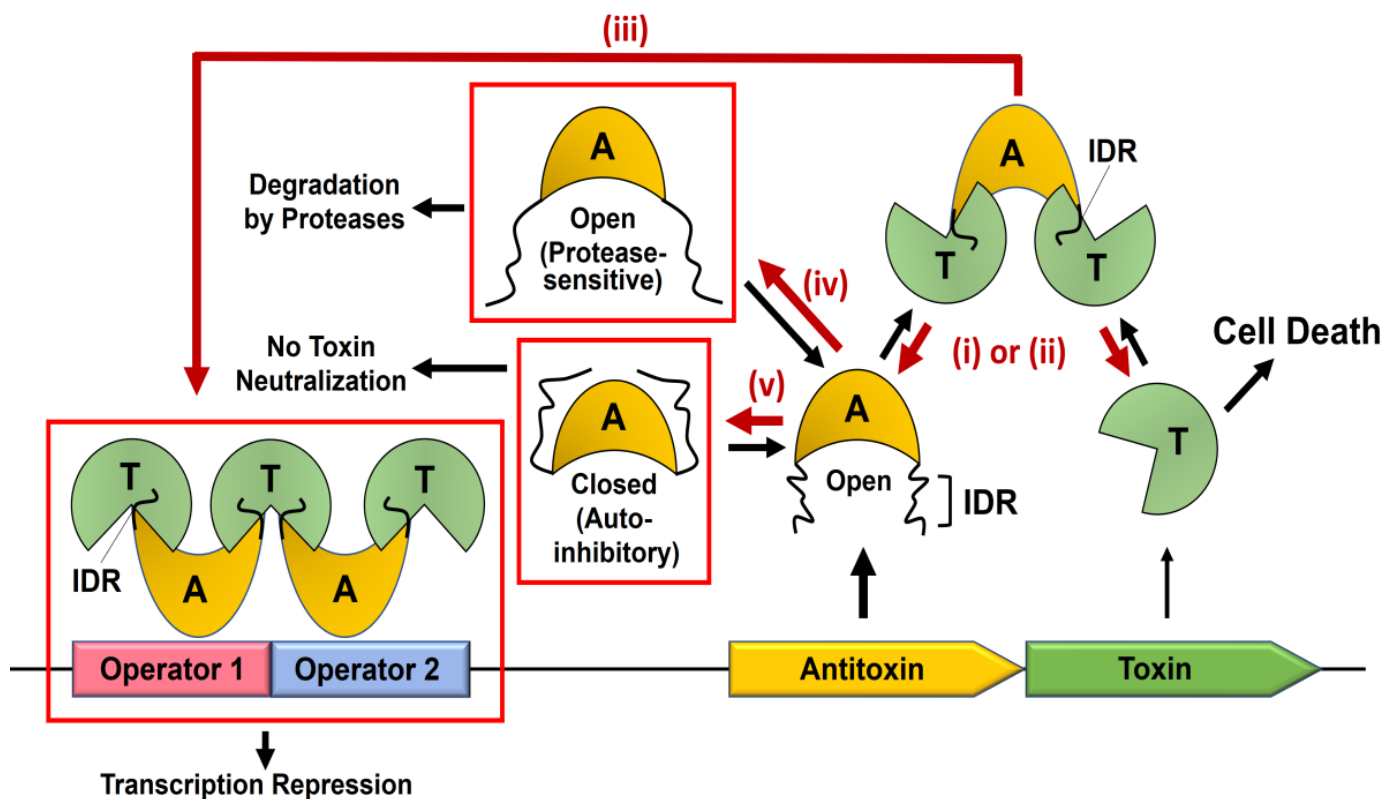 (iii)
A
Open
(Protease-
sensitive)
Degradation
by Proteases
A
IDR
T
T
(iv)
(i) or (ii)
Cell Death
No Toxin
Neutralization
A
Closed
(Auto-
inhibitory)
(v)
A
Open
IDR
T
T
T
T
IDR
A
A
Operator 1
Operator 2
Antitoxin
Toxin
Transcription Repression